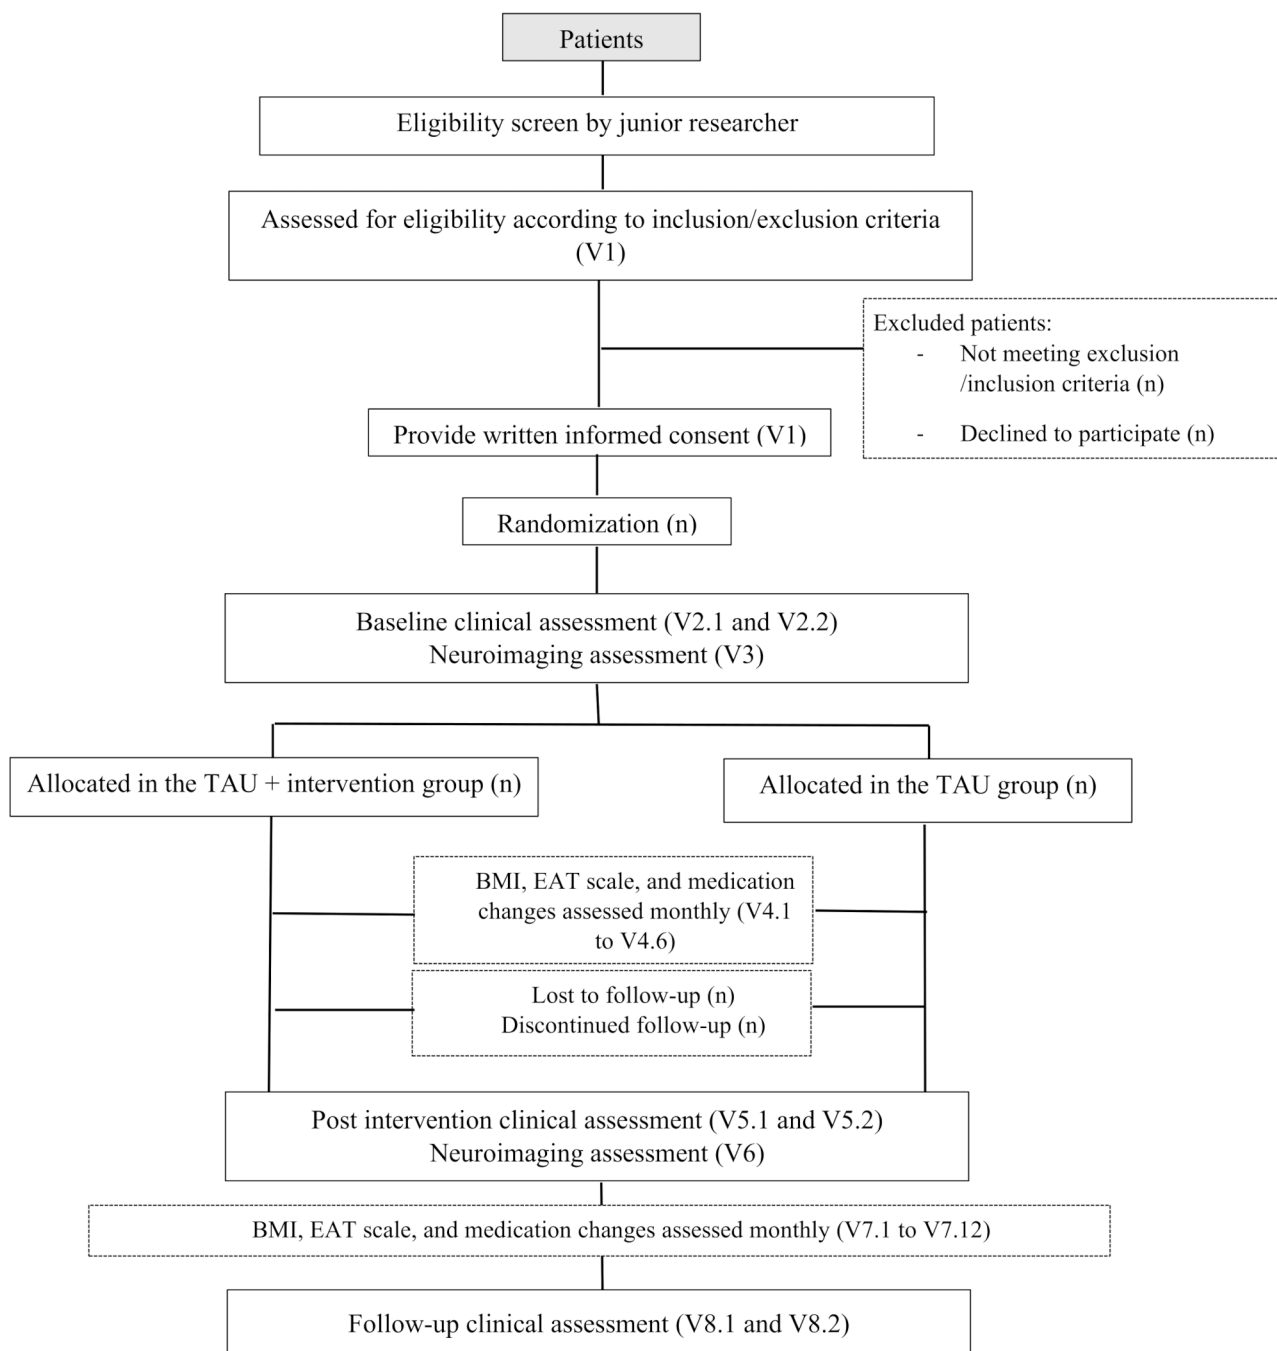 Patients
Eligibility screen by junior researcher
Assessed for eligibility according to inclusion/exclusion criteria
(V1)
Excluded patients:
- Not meeting exclusion
/inclusion criteria (n)
- Declined to participate (n)
Provide written informed consent (V1)
Randomization (n)
Baseline clinical assessment (V2.1 and V2.2)
Neuroimaging assessment (V3)
Allocated in the TAU + intervention group (n)
Allocated in the TAU group (n)
BMI, EAT scale, and medication
changes assessed monthly (V4.1
to V4.6)
Lost to follow-up (n)
Discontinued follow-up (n)
Post intervention clinical assessment (V5.1 and V5.2)
Neuroimaging assessment (V6)
BMI, EAT scale, and medication changes assessed monthly (V7.1 to V7.12)
Follow-up clinical assessment (V8.1 and V8.2)